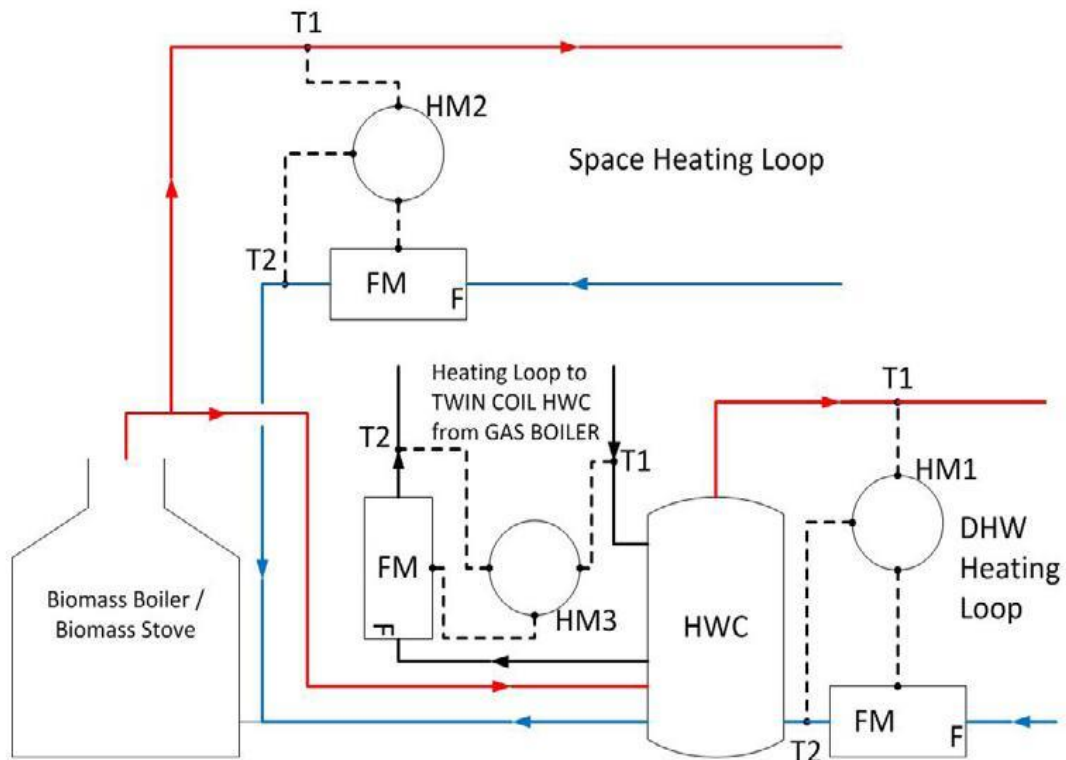 T1
HM2
Space Heating Loop
T2
FM
F
Heating Loop to
TWIN COIL HWC
from GAS BOILER
T2
T1
T1
HM1
FM
F
HM3
DHW
Heating
Loop
Biomass Boiler /
Biomass Stove
HWC
FM
F
T2